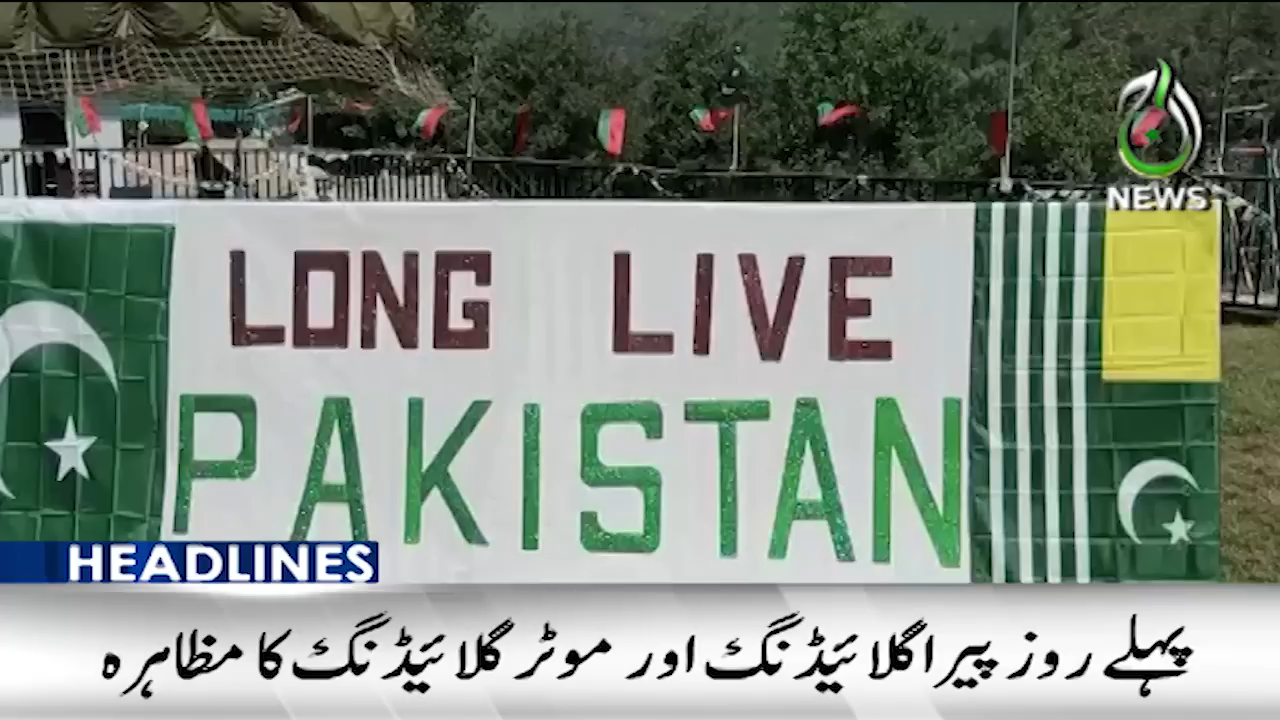 NEWS
LONG LIVE
PAKISTAN
HEADLINES
پہلے روز پیراگلائیڈنگ اور موٹر گلائیڈنگ کا مظاہرہ